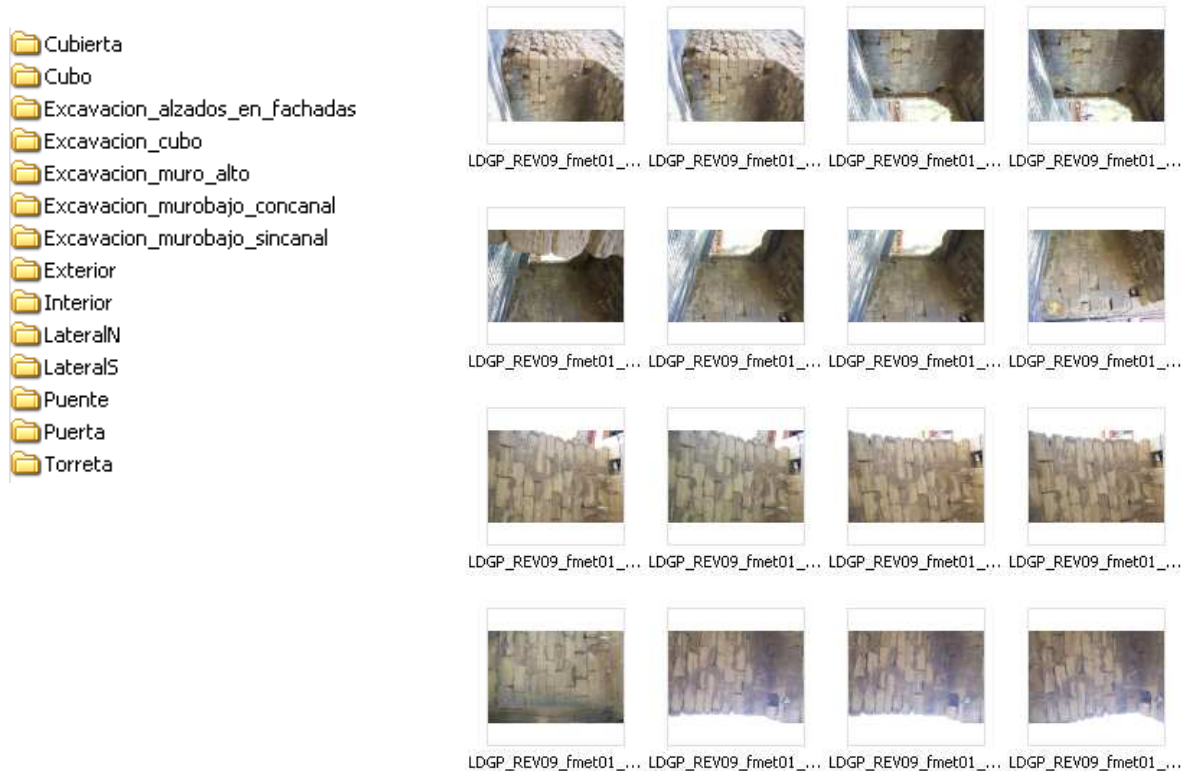 Cubierta
Cubo
Excavacion_alzados_en_fachadas
Excavacion_cubo
Excavacion_muro_alto
Excavacion_murobajo_concanal
Excavacion_murobajo_sincanal
Exterior
Interior
LateralN
LateralS
Puente
Puerta
Torreta
LDGP_REV09_fmet01_... LDGP_REV09_fmet01_... LDGP_REV09_fmet01_... LDGP_REV09_fmet01_...
LDGP_REV09_fmet01_... LDGP_REV09_fmet01_... LDGP_REV09_fmet01_... LDGP_REV09_fmet01_...
LDGP_REV09_fmet01_... LDGP_REV09_fmet01_... LDGP_REV09_fmet01_... LDGP_REV09_fmet01_...
LDGP_REV09_fmet01_... LDGP_REV09_fmet01_... LDGP_REV09_fmet01_... LDGP_REV09_fmet01_...